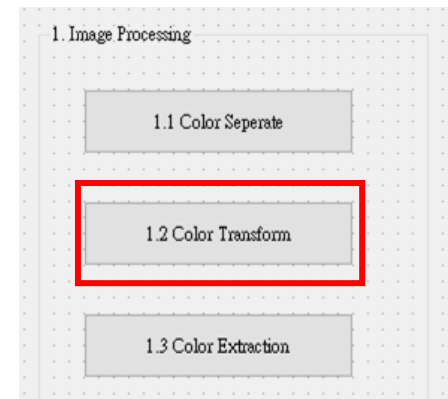 1. Image Processing
1.1 Color Seperate
1.2 Color Transform
1.3 Color Extraction